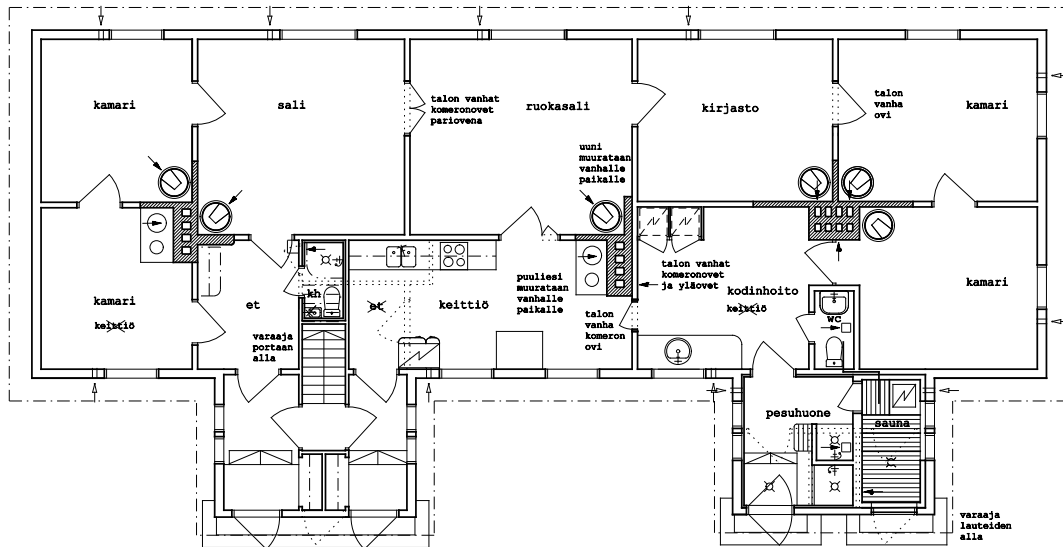 kamari
sali
talon vanhat
komeronovet
pariovena
ruokasali
kirjasto
talon
vanha
ovi
kamari
uuni
muurataan
vanhalle
paikalle
kamari
keittiö
et
kh
et
keittiö
puuliesi
muurataan
vanhalle
paikalle
talon vanhat
komeronovet
ja yläovet
kodinhoito
keittiö
kamari
varaaja
portaan
alla
talon
vanha
komeron
ovi
wc
pesuhuone
sauna
varaaja
lauteiden
alla